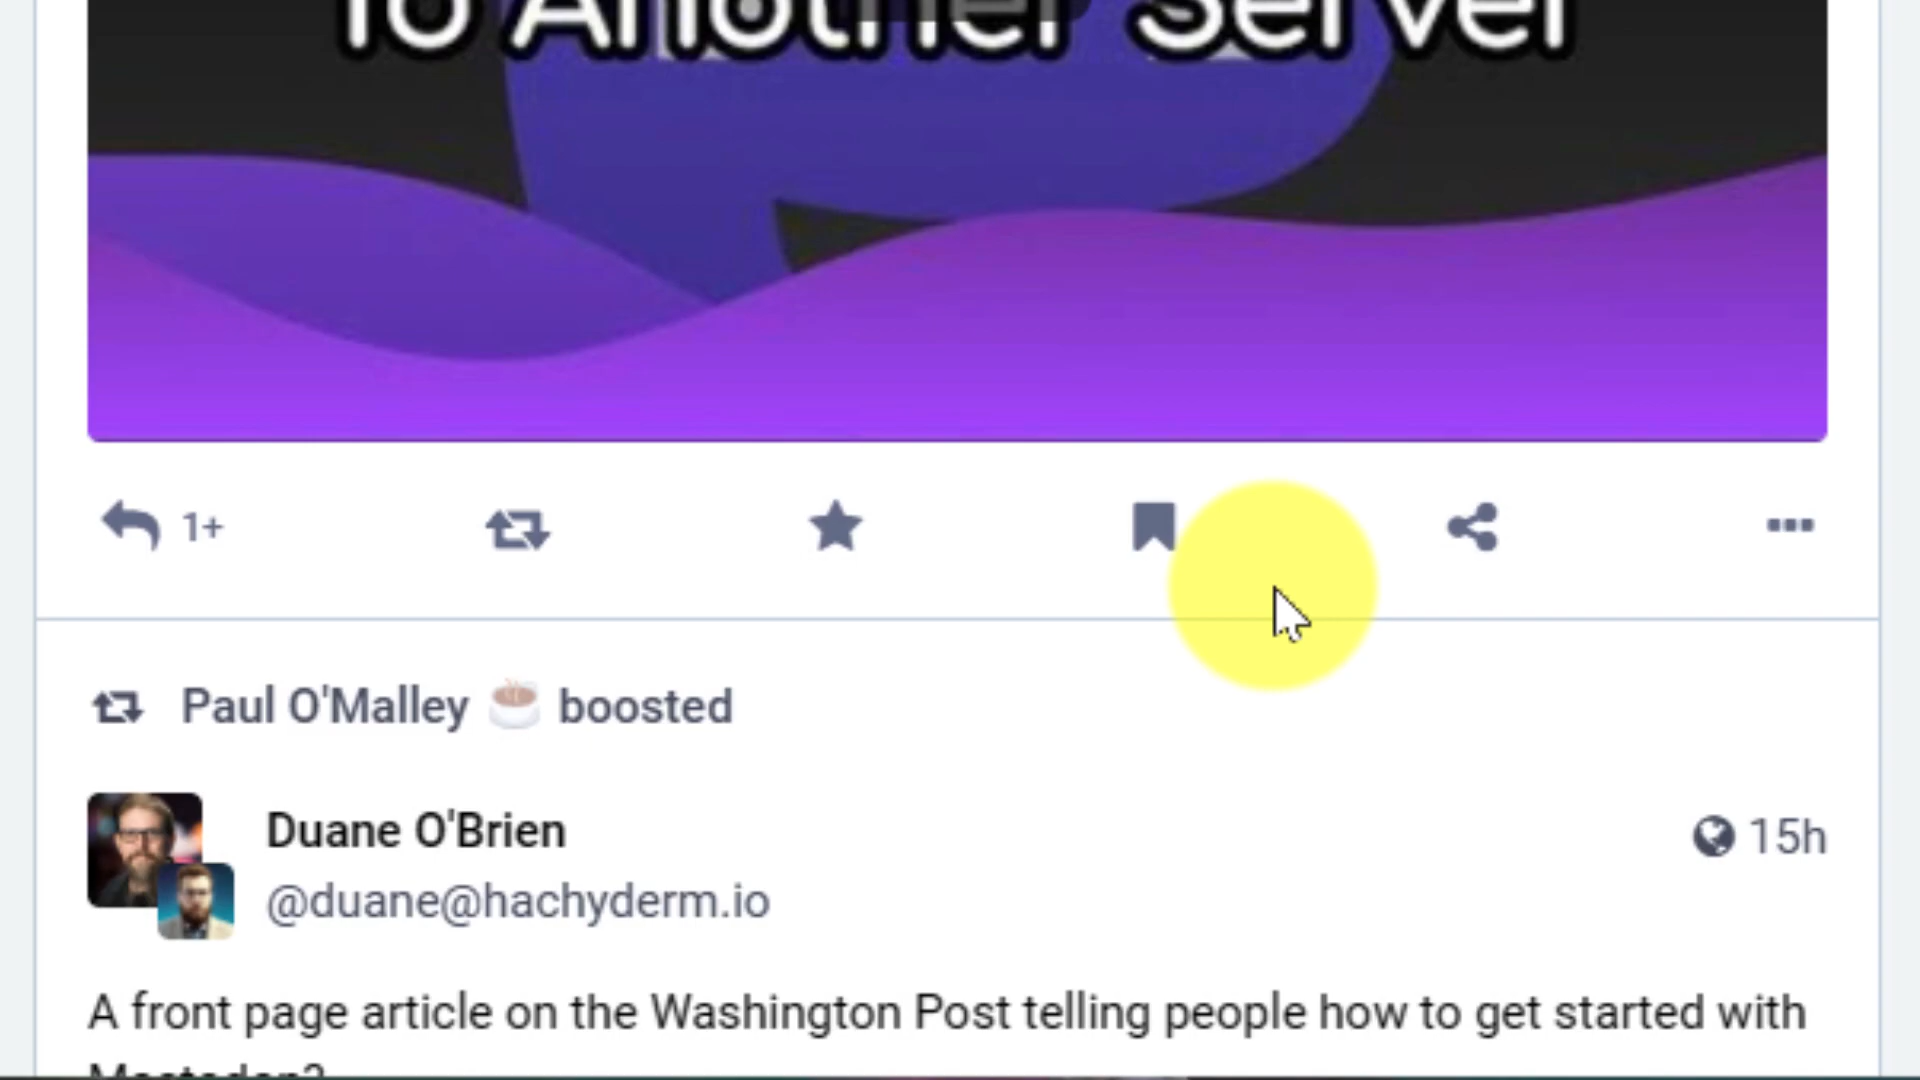 To Another Server
1+
Paul O'Malley ☕ boosted
Duane O'Brien
15h
@duane@hachyderm.io
A front page article on the Washington Post telling people how to get started with
Mastodon?